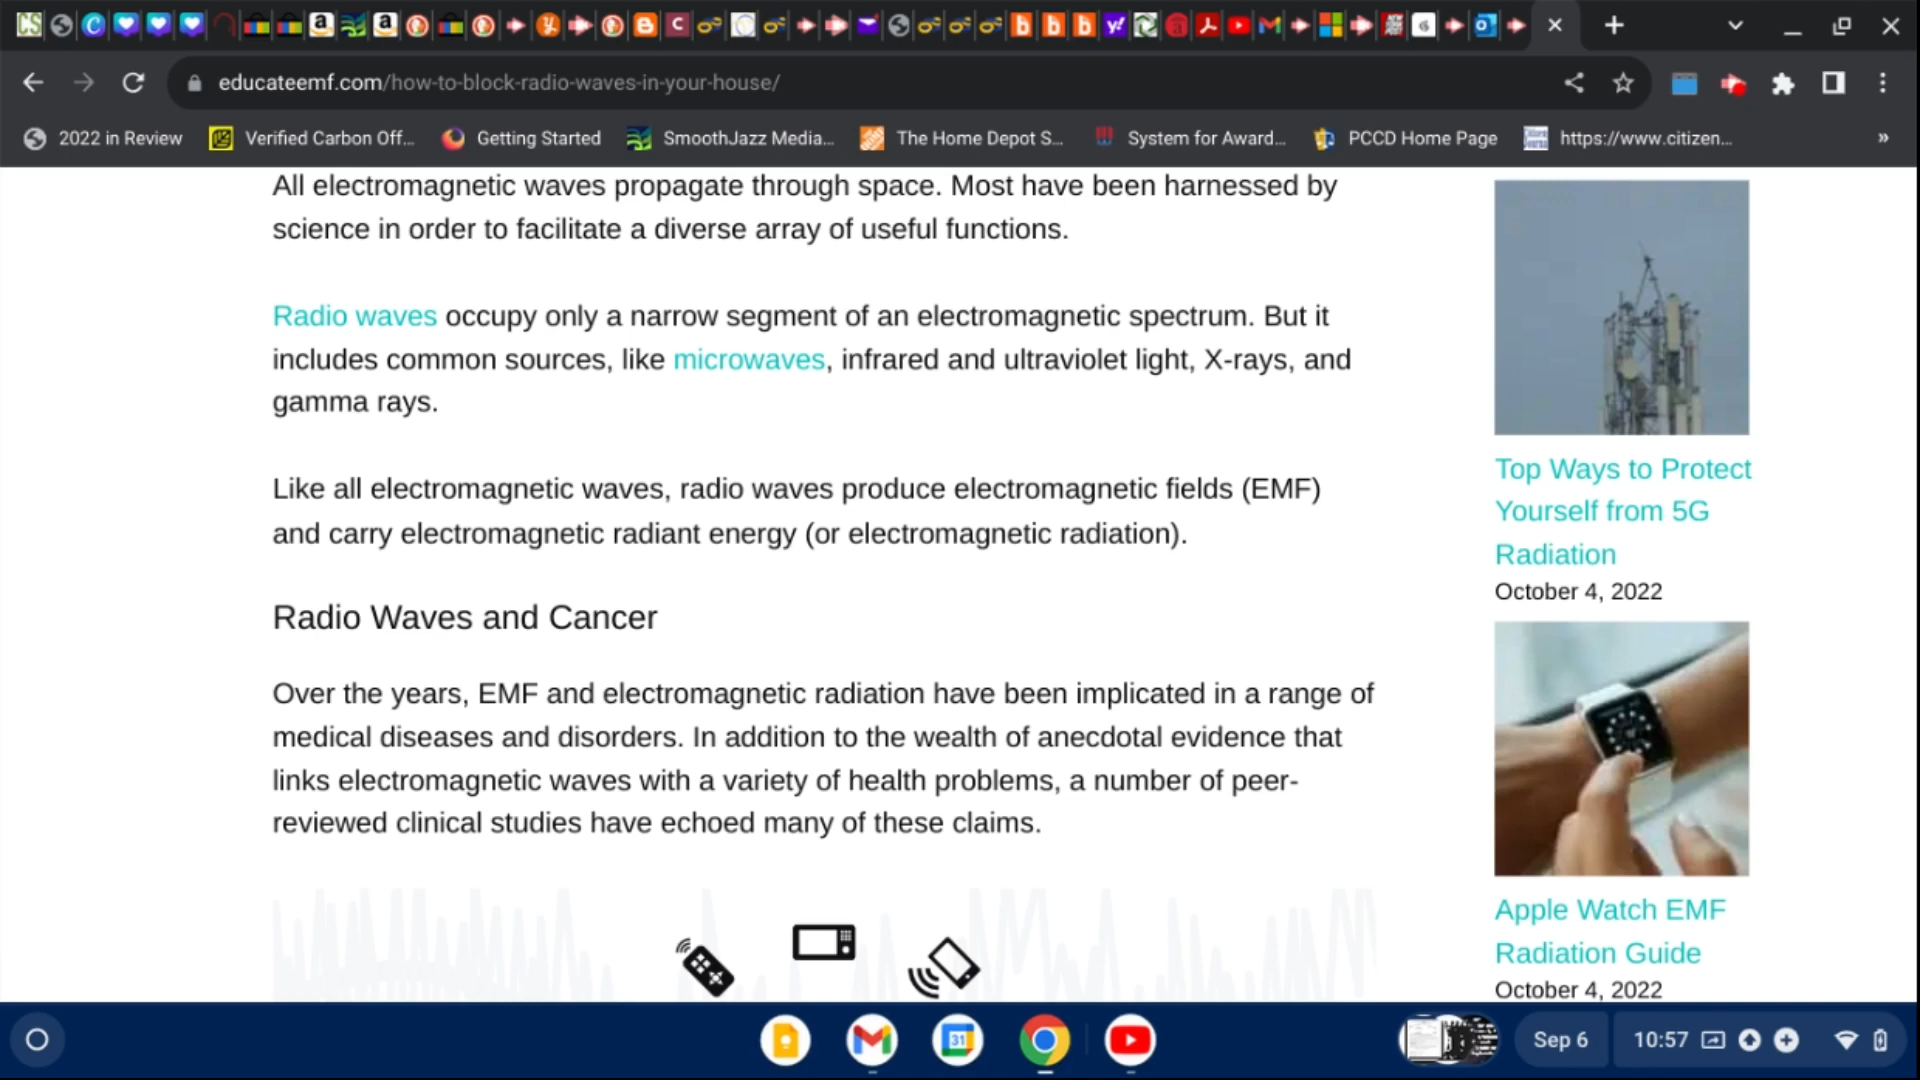 educateemf.com/how-to-block-radio-waves-in-your-house/
2022 in Review
Verified Carbon Off...
Getting Started
SmoothJazz Media...
The Home Depot S...
System for Award...
PCCD Home Page
https://www.citizen...
»
All electromagnetic waves propagate through space. Most have been harnessed by
science in order to facilitate a diverse array of useful functions.
Radio waves occupy only a narrow segment of an electromagnetic spectrum. But it
includes common sources, like microwaves, infrared and ultraviolet light, X-rays, and
gamma rays.
Like all electromagnetic waves, radio waves produce electromagnetic fields (EMF)
and carry electromagnetic radiant energy (or electromagnetic radiation).
Radio Waves and Cancer
Over the years, EMF and electromagnetic radiation have been implicated in a range of
medical diseases and disorders. In addition to the wealth of anecdotal evidence that
links electromagnetic waves with a variety of health problems, a number of peer-
reviewed clinical studies have echoed many of these claims.
Top Ways to Protect
Yourself from 5G
Radiation
October 4, 2022
Apple Watch EMF
Radiation Guide
October 4, 2022
31
Sep 6
10:57